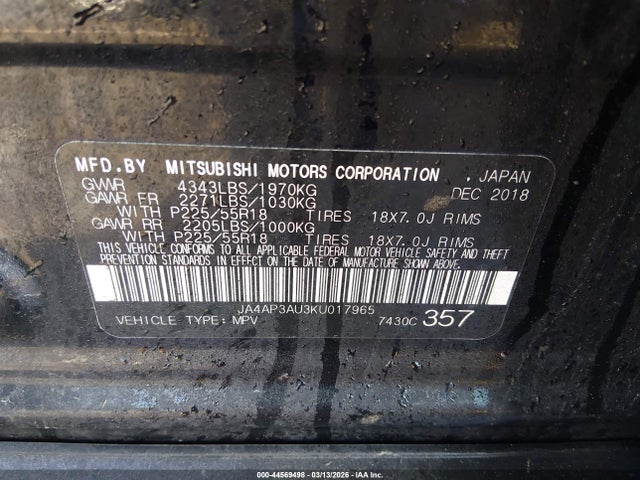 MFD.BY MITSUBISHI MOTORS CORPORATION , JAPAN
GVWR 4343LBS/1970KG DEC 2018
GAWR FR 2271LBS/1030KG
WITH P225/55R18 TIRES 18X7.0J RIMS
GAWR RR 2205LBS/1000KG
WITH P225/55R18 TIRES 18X7.0J RIMS
THIS VEHICLE CONFORMS TO ALL APPLICABLE FEDERAL MOTOR VEHICLE SAFETY AND THEFT
PREVENTION STANDARDS IN EFFECT ON THE DATE OF MANUFACTURE SHOWN ABOVE.
JA4AP3AU3KU017965
VEHICLE TYPE: MPV 7430C 357
000-44569498 - 03/13/2026 - IAA Inc.